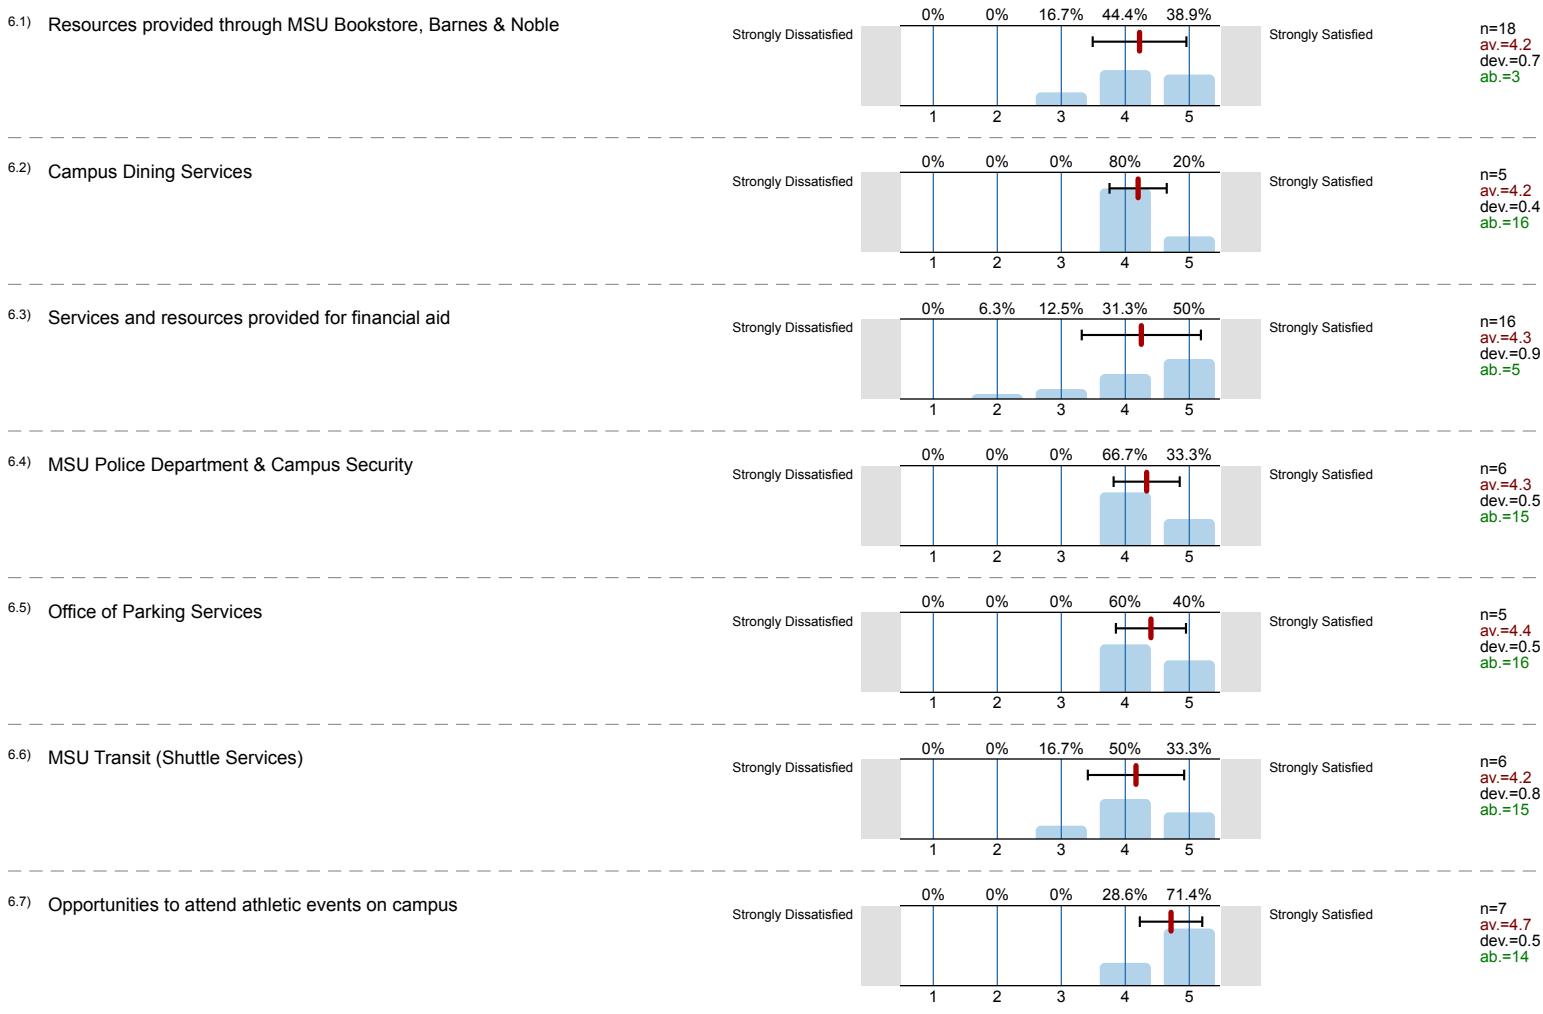 6.1) Resources provided through MSU Bookstore, Barnes & Noble
Strongly Dissatisfied
0% 0% 16.7% 44.4% 38.9%
1 2 3 4 5
Strongly Satisfied
n=18
av.=4.2
dev.=0.7
ab.=3
6.2) Campus Dining Services
Strongly Dissatisfied
0% 0% 0% 80% 20%
1 2 3 4 5
Strongly Satisfied
n=5
av.=4.2
dev.=0.4
ab.=16
6.3) Services and resources provided for financial aid
Strongly Dissatisfied
0% 6.3% 12.5% 31.3% 50%
1 2 3 4 5
Strongly Satisfied
n=16
av.=4.3
dev.=0.9
ab.=5
6.4) MSU Police Department & Campus Security
Strongly Dissatisfied
0% 0% 0% 66.7% 33.3%
1 2 3 4 5
Strongly Satisfied
n=6
av.=4.3
dev.=0.5
ab.=15
6.5) Office of Parking Services
Strongly Dissatisfied
0% 0% 0% 60% 40%
1 2 3 4 5
Strongly Satisfied
n=5
av.=4.4
dev.=0.5
ab.=16
6.6) MSU Transit (Shuttle Services)
Strongly Dissatisfied
0% 0% 16.7% 50% 33.3%
1 2 3 4 5
Strongly Satisfied
n=6
av.=4.2
dev.=0.8
ab.=15
6.7) Opportunities to attend athletic events on campus
Strongly Dissatisfied
0% 0% 0% 28.6% 71.4%
1 2 3 4 5
Strongly Satisfied
n=7
av.=4.7
dev.=0.5
ab.=14